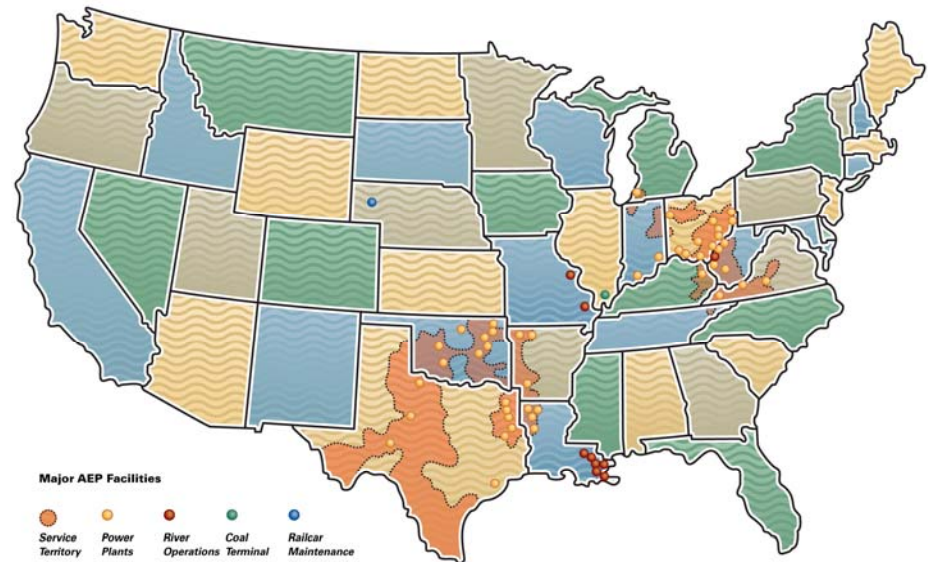 Major AEP Facilities
Service Territory
Power Plants
River Operations
Coal Terminal
Railcar Maintenance